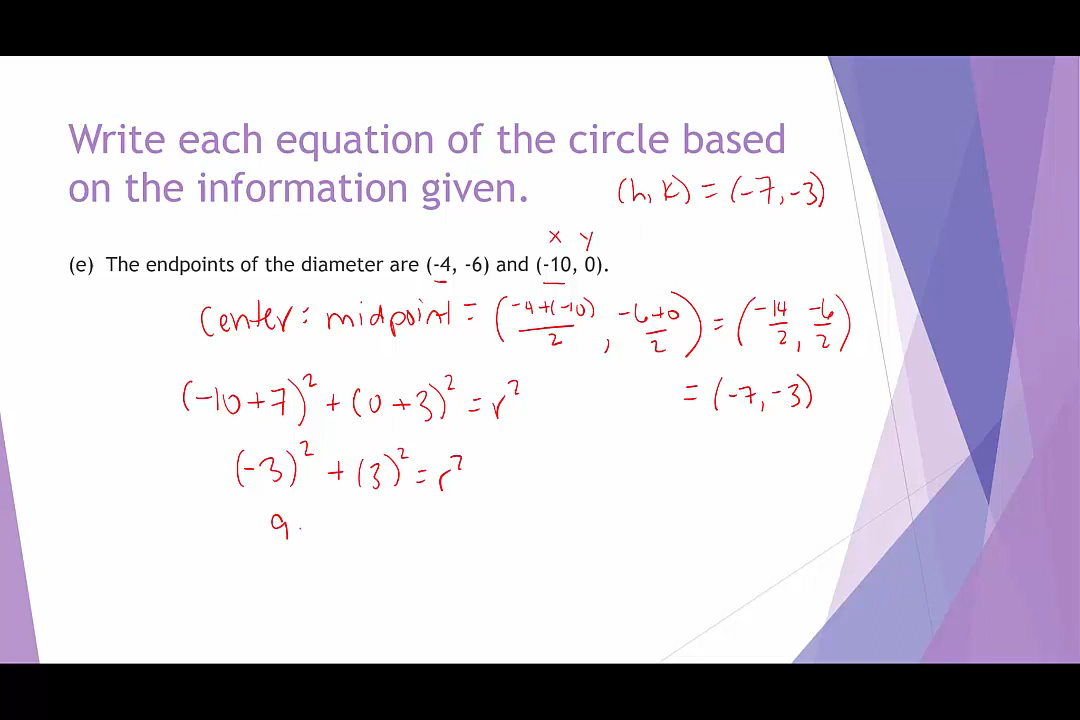 Write each equation of the circle based
on the information given.
(h, k) = (-7, -3)
x y
(e) The endpoints of the diameter are (-4, -6) and (-10, 0).
Center: midpoint = ((-4+(-10))/2, (-6+0)/2) = (-14/2, -6/2)
(-10+7)² + (0+3)² = r²
= (-7, -3)
(-3)² + (3)² = r²
9